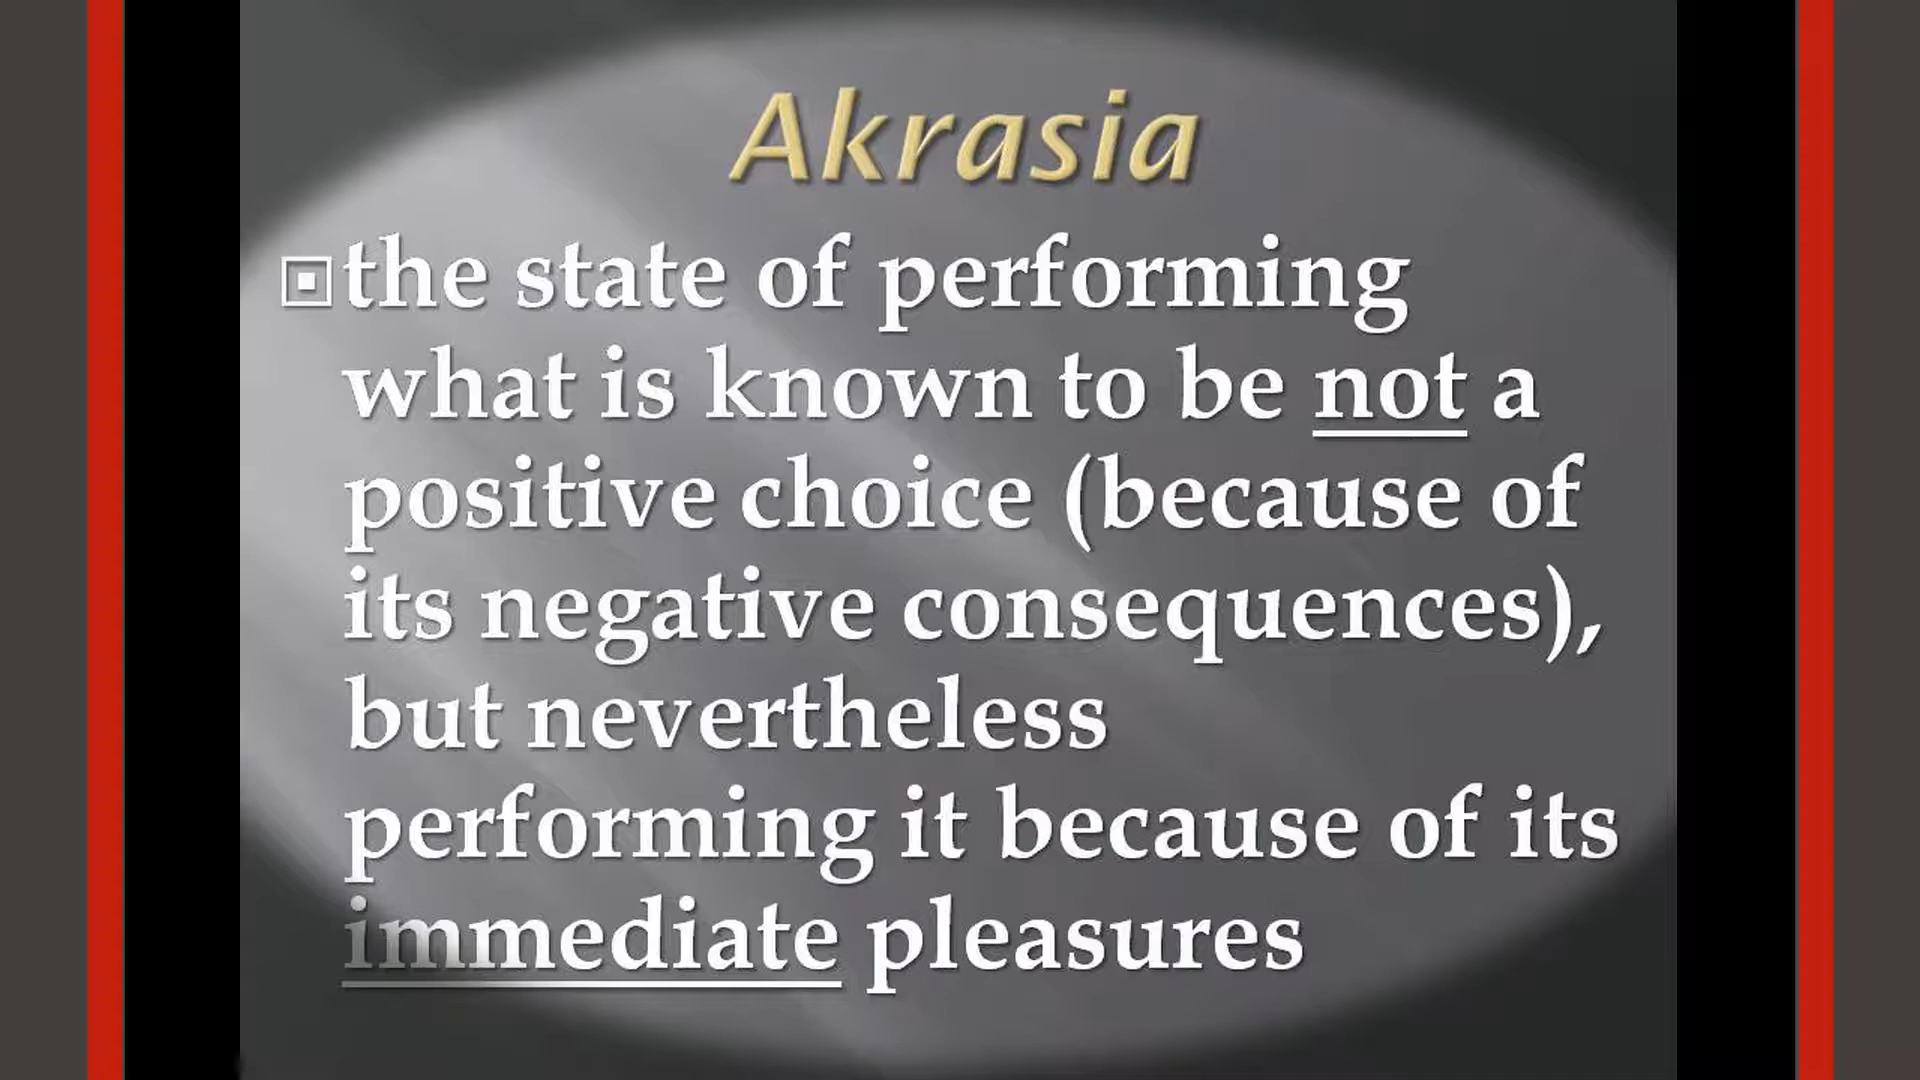 Akrasia
the state of performing
what is known to be not a
positive choice (because of
its negative consequences),
but nevertheless
performing it because of its
immediate pleasures